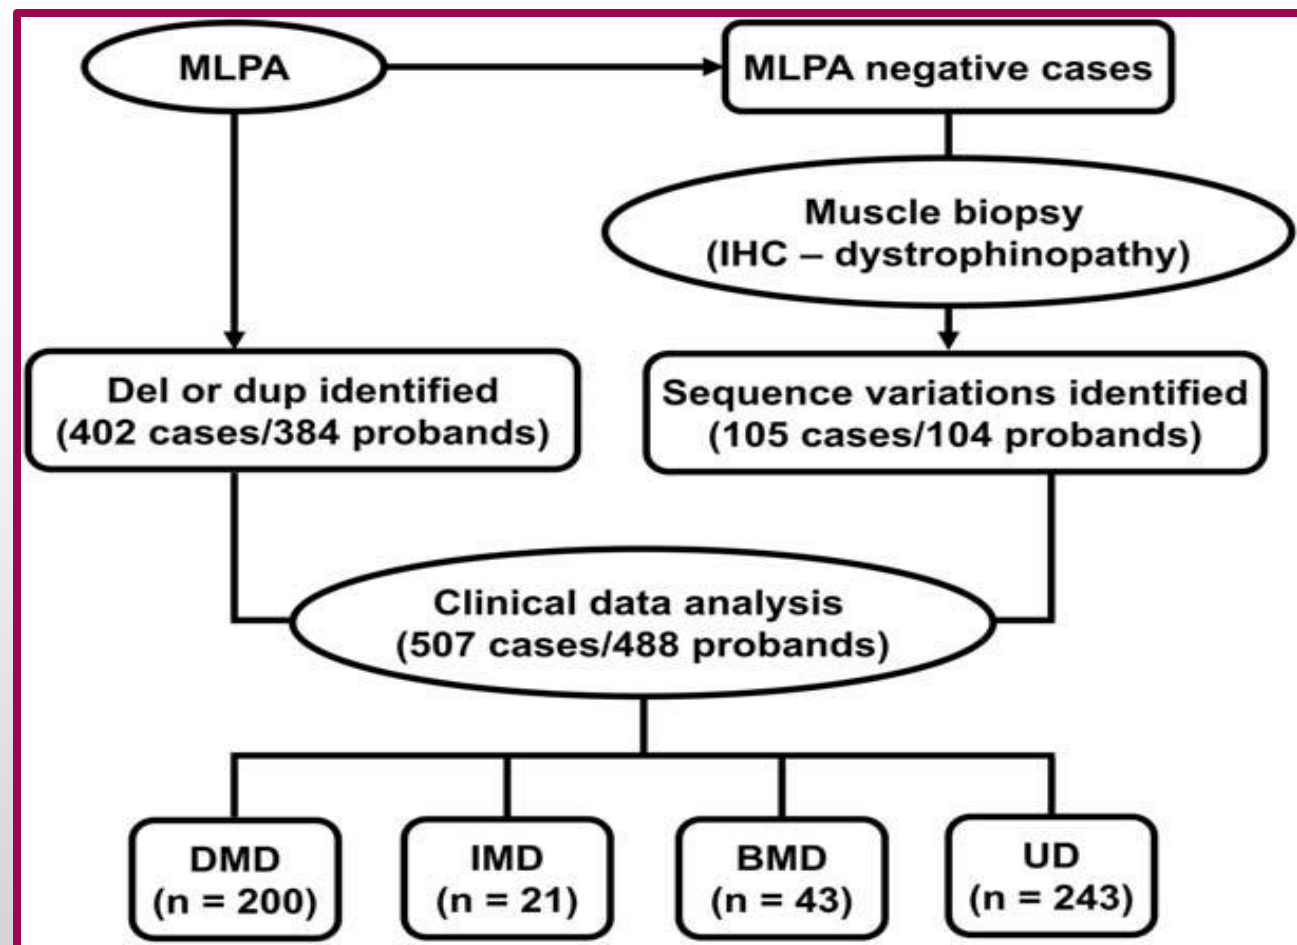 MLPA
MLPA negative cases
Muscle biopsy
(IHC – dystrophinopathy)
Del or dup identified
(402 cases/384 probands)
Sequence variations identified
(105 cases/104 probands)
Clinical data analysis
(507 cases/488 probands)
DMD
(n = 200)
IMD
(n = 21)
BMD
(n = 43)
UD
(n = 243)